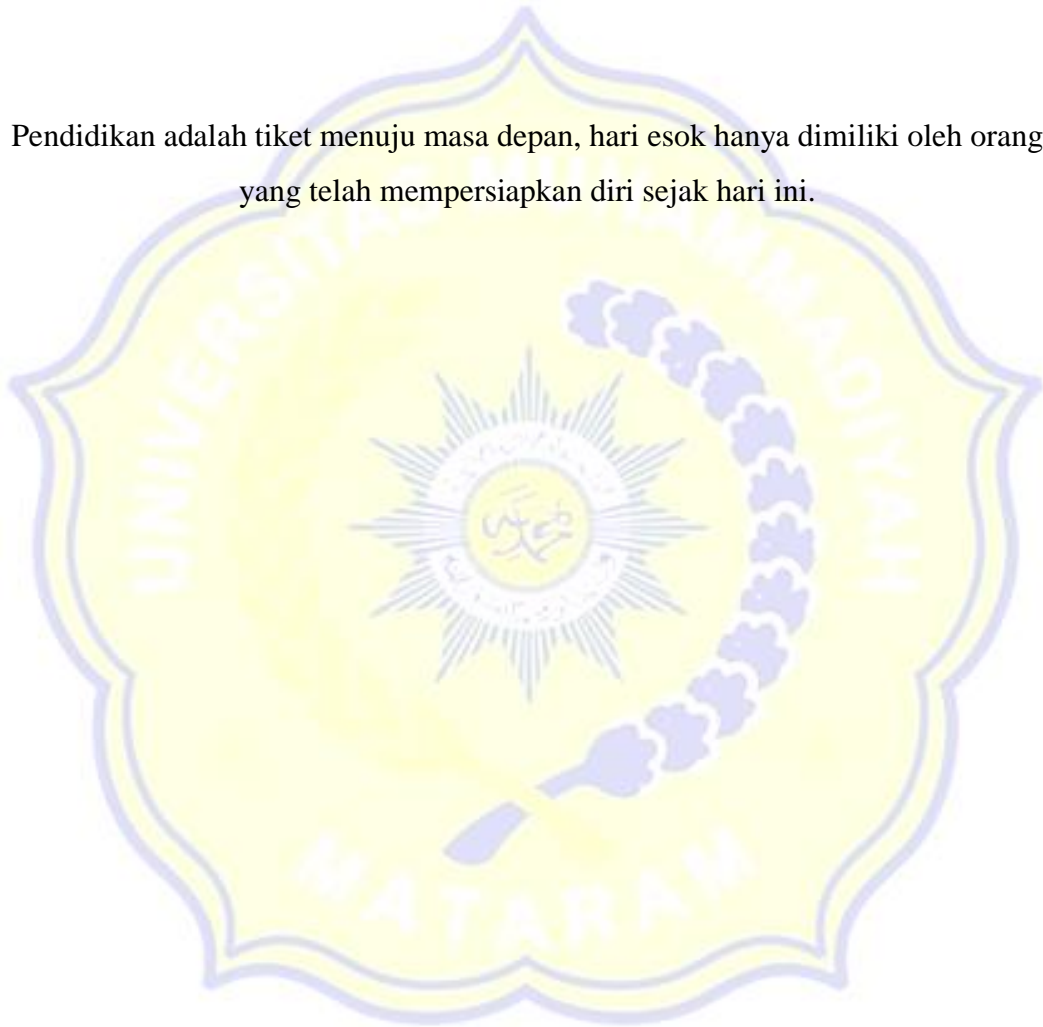 Pendidikan adalah tiket menuju masa depan, hari esok hanya dimiliki oleh orang
yang telah mempersiapkan diri sejak hari ini.
UNIVERSITAS MUHAMMADIYAH
MATARAM